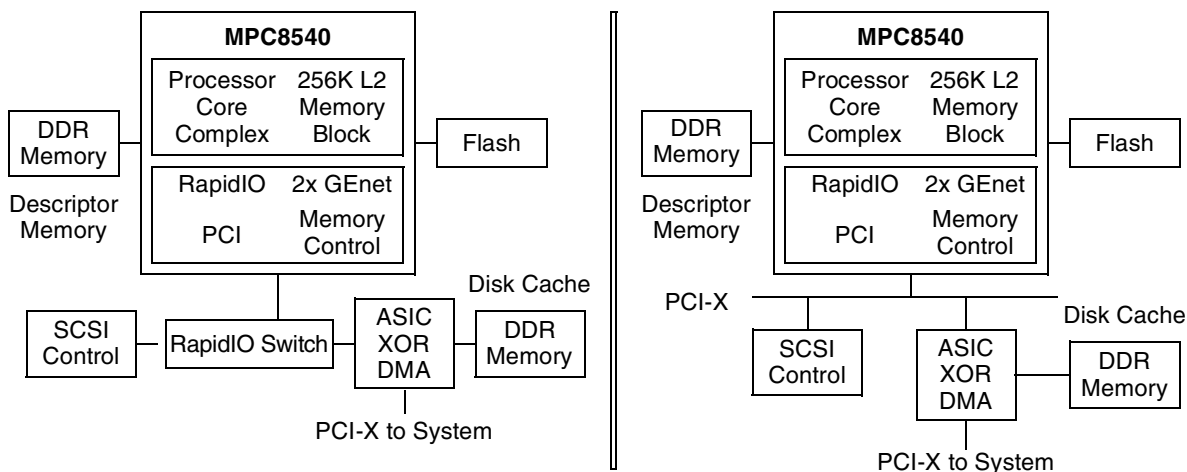 MPC8540
Processor
Core
Complex
256K L2
Memory
Block
DDR
Memory
Flash
RapidIO
2x GEnet
Descriptor
Memory
PCI
Memory
Control
Disk Cache
SCSI
Control
RapidIO Switch
ASIC
XOR
DMA
DDR
Memory
PCI-X to System
MPC8540
Processor
Core
Complex
256K L2
Memory
Block
DDR
Memory
Flash
RapidIO
2x GEnet
Descriptor
Memory
PCI
Memory
Control
PCI-X
Disk Cache
SCSI
Control
ASIC
XOR
DMA
DDR
Memory
PCI-X to System